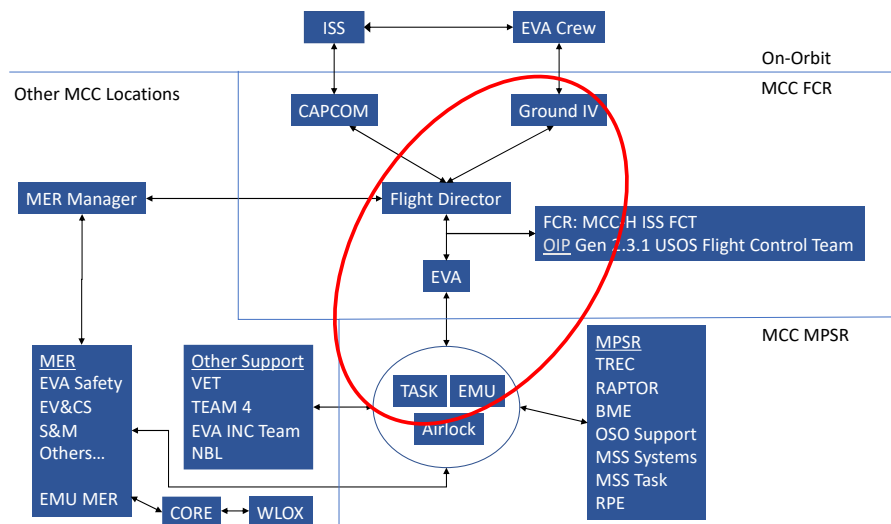 ISS
EVA Crew
On-Orbit
Other MCC Locations
MCC FCR
CAPCOM
Ground IV
MER Manager
Flight Director
FCR: MCC-H ISS FCT
OIP Gen 2.3.1 USOS Flight Control Team
EVA
MCC MPSR
MER
EVA Safety
EV&CS
S&M
Others...
EMU MER
Other Support
VET
TEAM 4
EVA INC Team
NBL
TASK
EMU
Airlock
MPSR
TREC
RAPTOR
BME
OSO Support
MSS Systems
MSS Task
RPE
CORE
WLOX